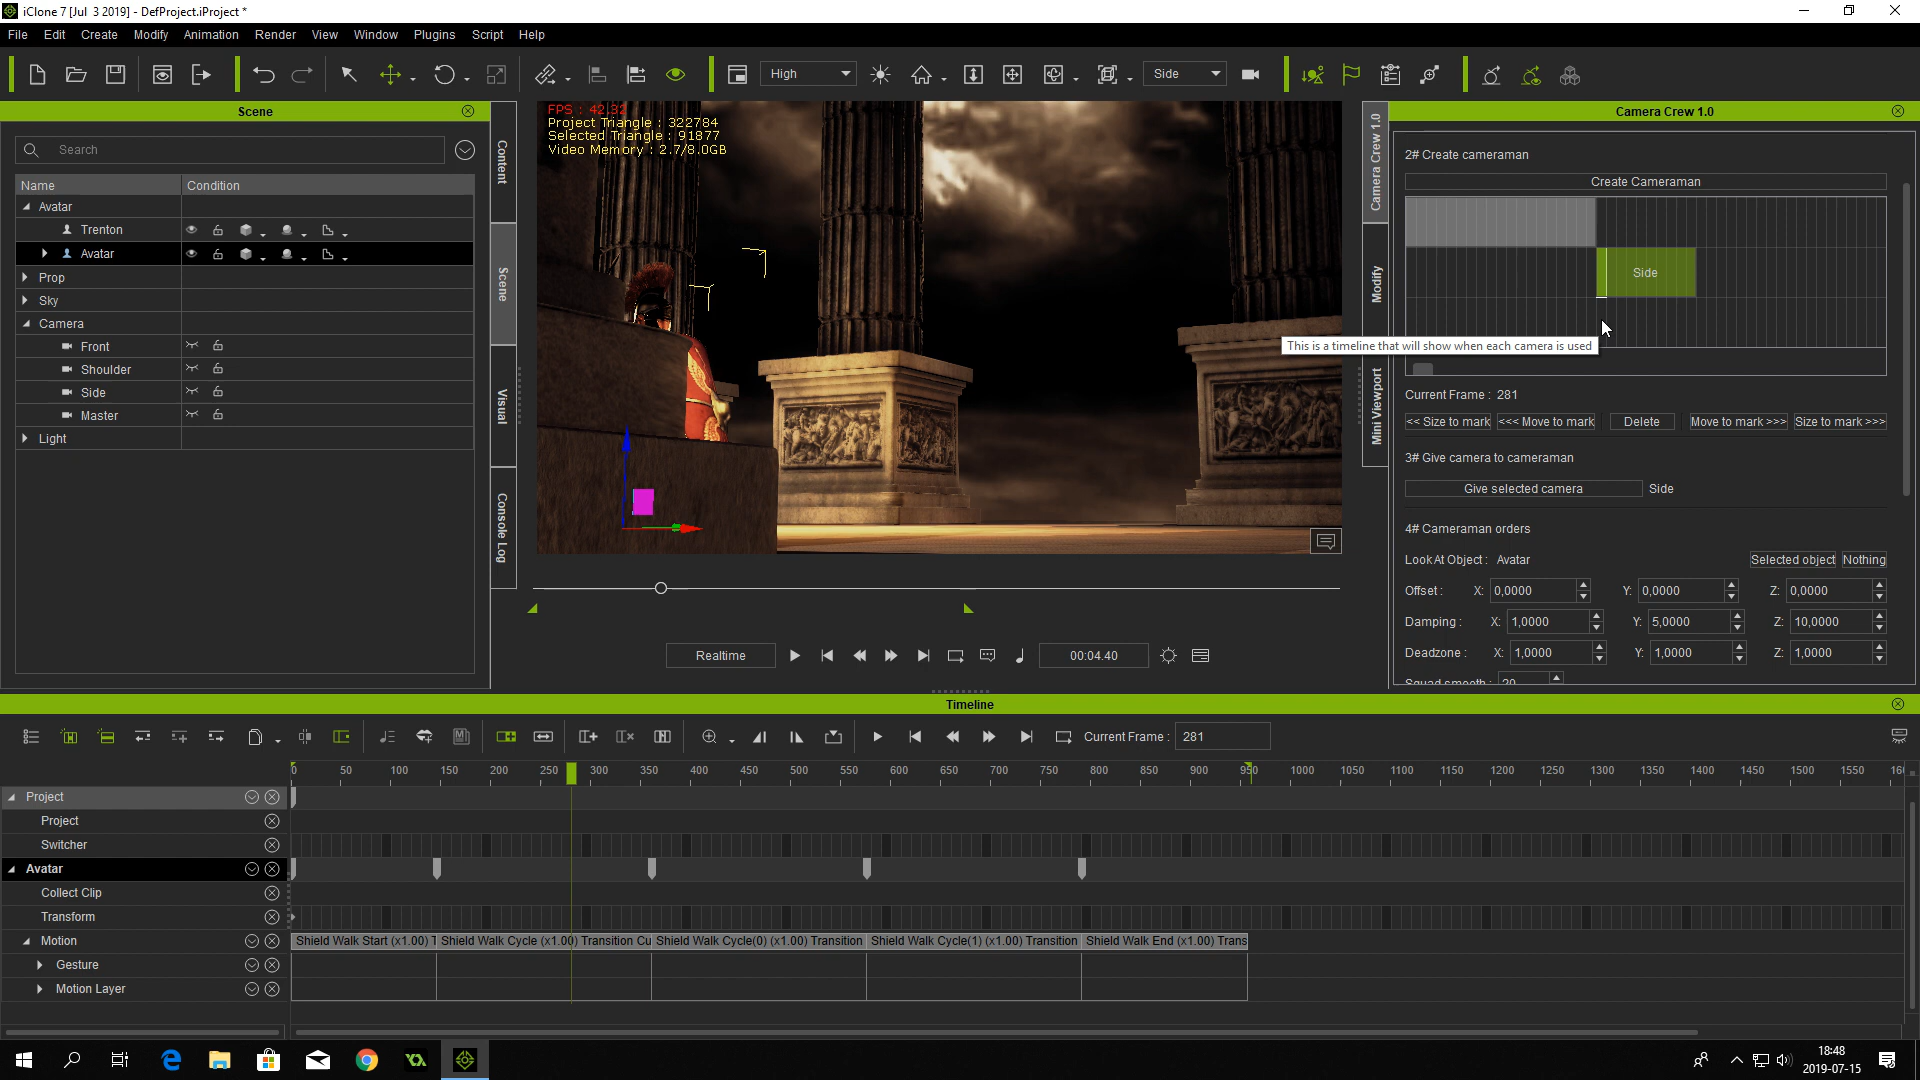 iClone 7 [Jul  3 2019] - DefProject.iProject *
File Edit Create Modify Animation Render View Window Plugins Script Help
High Side
Scene
Search
Name Condition
Avatar
Trenton
Avatar
Prop
Sky
Camera
Front
Shoulder
Side
Master
Light
Content
Scene
Visual
Console Log
FPS : 42.32
Project Triangle : 322784
Selected Triangle : 91877
Video Memory : 2.7/8.0GB
Realtime 00:04.40
Camera Crew 1.0
Modify
Mini Viewport
Camera Crew 1.0
2# Create cameraman
Create Cameraman
Side
This is a timeline that will show when each camera is used
Current Frame : 281
<< Size to mark <<< Move to mark Delete Move to mark >>> Size to mark >>>
3# Give camera to cameraman
Give selected camera Side
4# Cameraman orders
Look At Object : Avatar Selected object Nothing
Offset : X: 0,0000 Y: 0,0000 Z: 0,0000
Damping : X: 1,0000 Y: 5,0000 Z: 10,0000
Deadzone : X: 1,0000 Y: 1,0000 Z: 1,0000
Squad smooth : 20
Timeline
Current Frame : 281
0 50 100 150 200 250 300 350 400 450 500 550 600 650 700 750 800 850 900 950 1000 1050 1100 1150 1200 1250 1300 1350 1400 1450 1500 1550
Project
Project
Switcher
Avatar
Collect Clip
Transform
Motion
Shield Walk Start (x1.00) T Shield Walk Cycle (x1.00) Transition Cu Shield Walk Cycle(0) (x1.00) Transition Shield Walk Cycle(1) (x1.00) Transition Shield Walk End (x1.00) Trans
Gesture
Motion Layer
18:48
2019-07-15